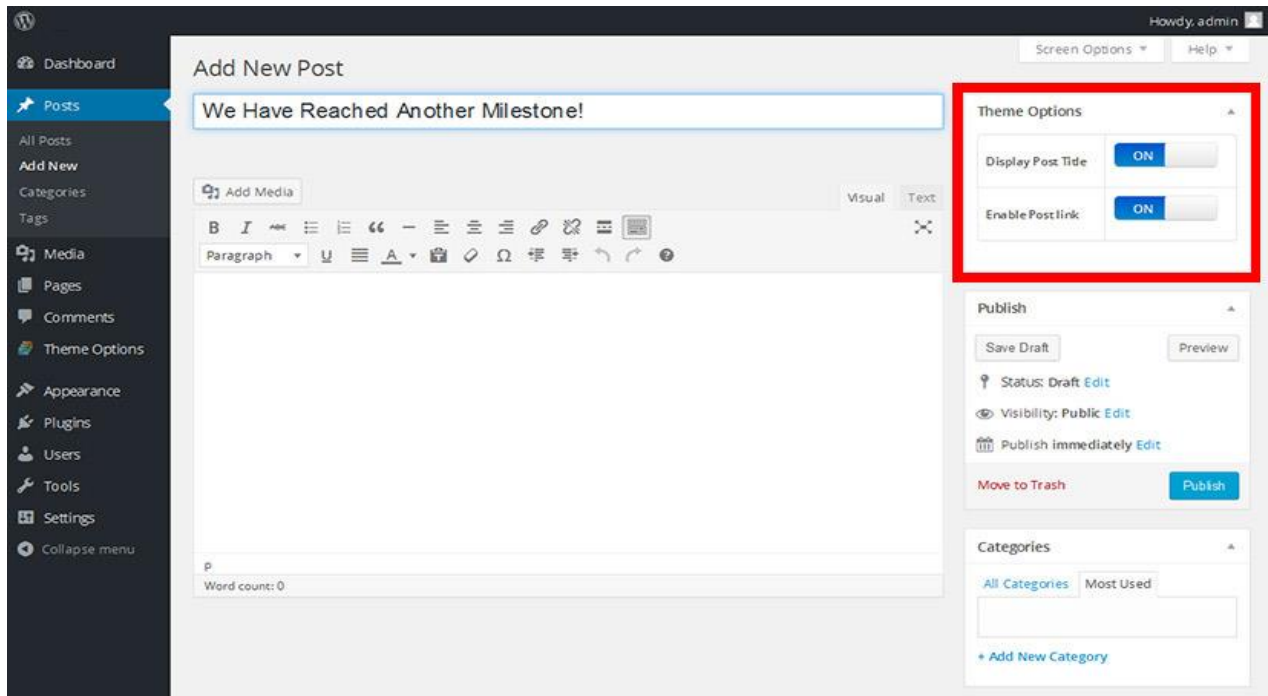 Howdy, admin
Screen Options Help
Dashboard
Posts
All Posts
Add New
Categories
Tags
Media
Pages
Comments
Theme Options
Appearance
Plugins
Users
Tools
Settings
Collapse menu
Add New Post
We Have Reached Another Milestone!
Add Media
Visual Text
B I ABC
Paragraph U A Ω
p
Word count: 0
Theme Options
Display Post Title ON
Enable Post link ON
Publish
Save Draft Preview
Status: Draft Edit
Visibility: Public Edit
Publish immediately Edit
Move to Trash Publish
Categories
All Categories Most Used
+ Add New Category